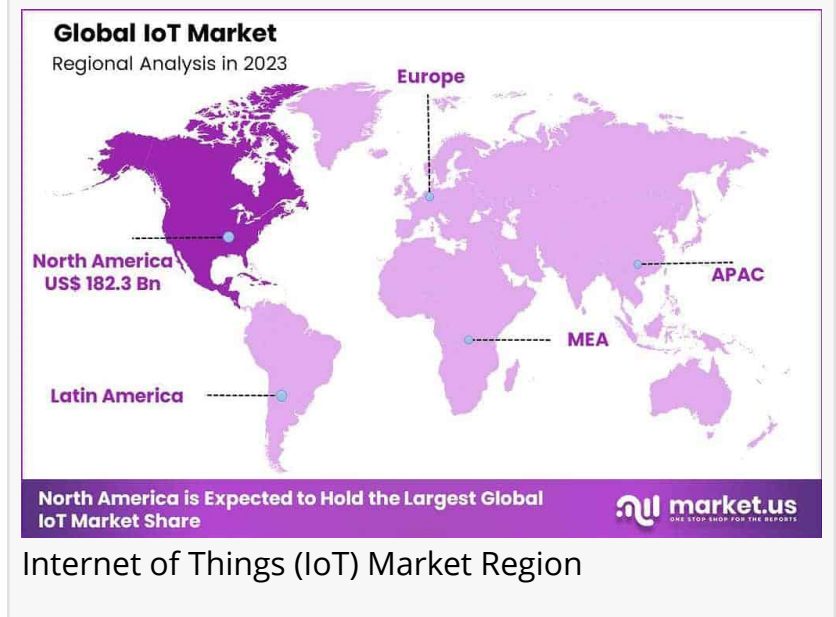 Global IoT Market
Regional Analysis in 2023
Europe
North America
US$ 182.3 Bn
APAC
MEA
Latin America
North America is Expected to Hold the Largest Global
IoT Market Share
market.us
ONE STOP SHOP FOR THE REPORTS
Internet of Things (IoT) Market Region